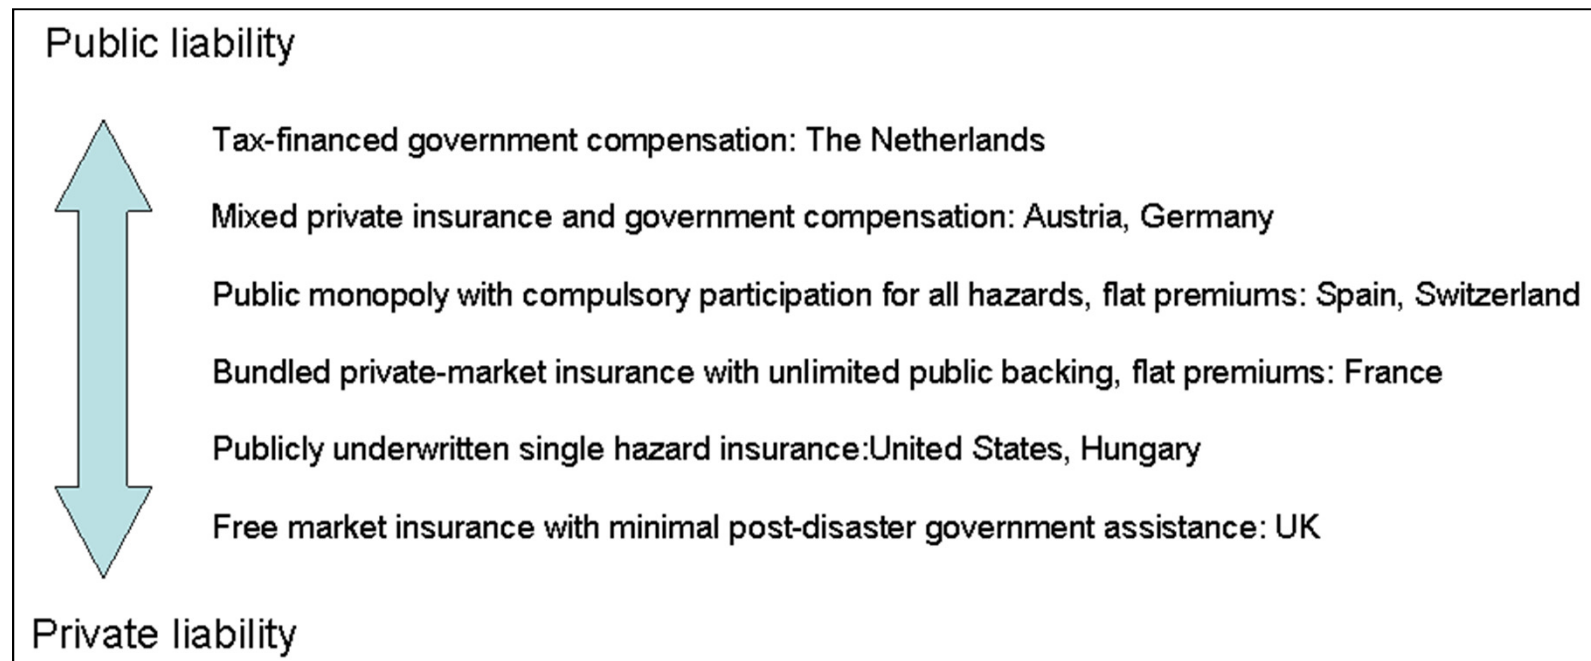 Public liability
Tax-financed government compensation: The Netherlands
Mixed private insurance and government compensation: Austria, Germany
Public monopoly with compulsory participation for all hazards, flat premiums: Spain, Switzerland
Bundled private-market insurance with unlimited public backing, flat premiums: France
Publicly underwritten single hazard insurance:United States, Hungary
Free market insurance with minimal post-disaster government assistance: UK
Private liability